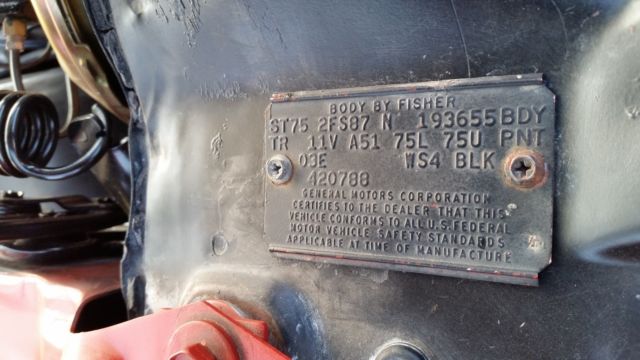 BODY BY FISHER
ST75 2FS87 N 193655BDY
TR 11V A51 75L 75U PNT
03E WS4 BLK
420788
GENERAL MOTORS CORPORATION
CERTIFIES TO THE DEALER THAT THIS
VEHICLE CONFORMS TO ALL U.S. FEDERAL
MOTOR VEHICLE SAFETY STANDARDS
APPLICABLE AT TIME OF MANUFACTURE